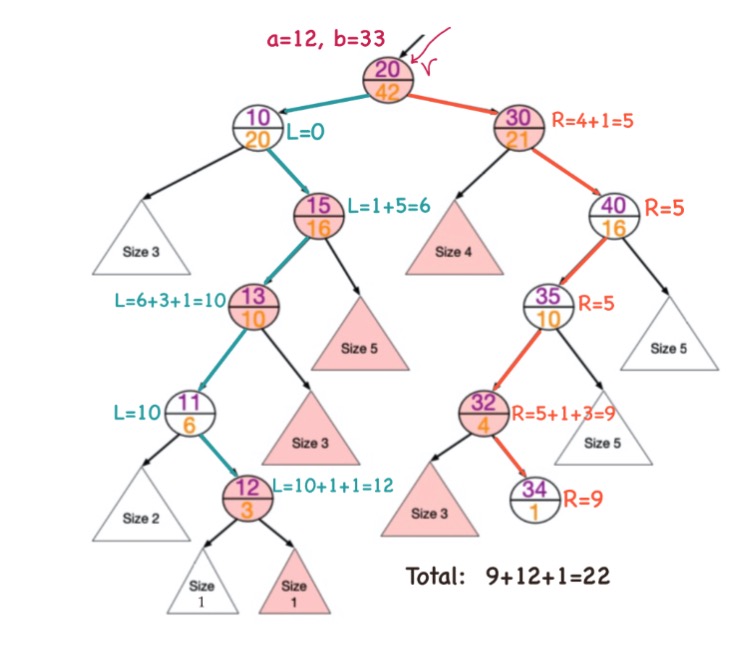 a=12, b=33
20
42
r
10
20
L=0
30
21
R=4+1=5
15
16
L=1+5=6
40
16
R=5
Size 3
Size 4
L=6+3+1=10
13
10
35
10
R=5
Size 5
Size 5
L=10
11
6
32
4
R=5+1+3=9
Size 3
Size 5
12
3
L=10+1+1=12
34
1
R=9
Size 2
Size 3
Size
1
Size
1
Total: 9+12+1=22